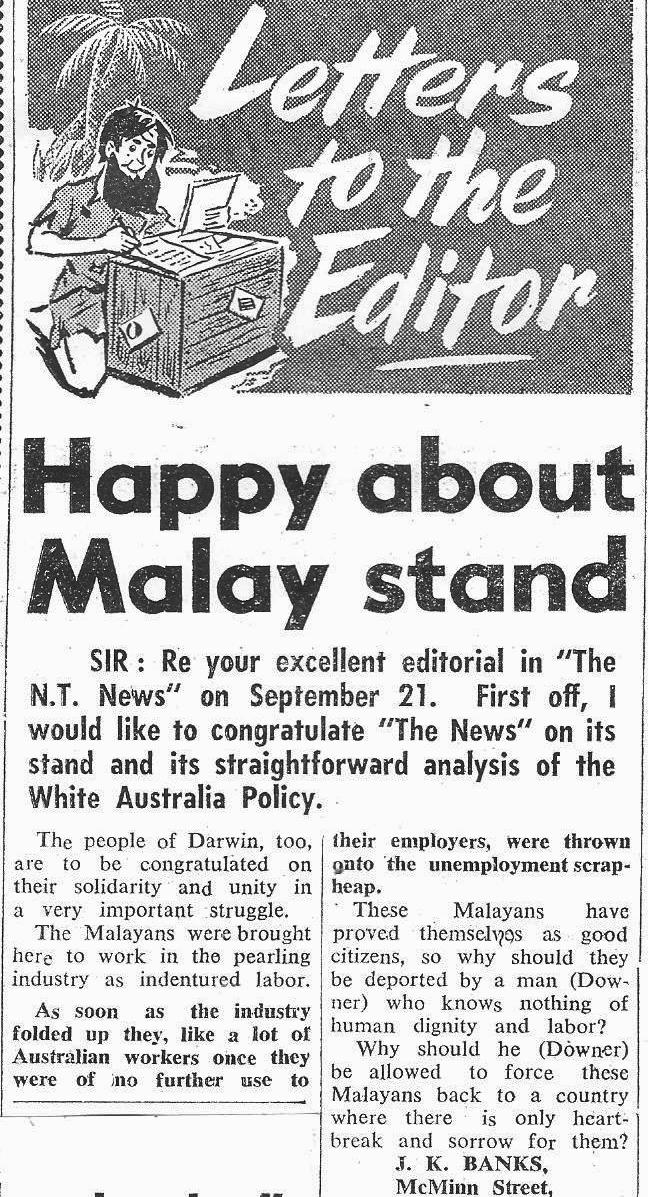 Letters
to the
Editor
Happy about
Malay stand
SIR: Re your excellent editorial in "The
N.T. News" on September 21. First off, I
would like to congratulate "The News" on its
stand and its straightforward analysis of the
White Australia Policy.
The people of Darwin, too,
are to be congratulated on
their solidarity and unity in
a very important struggle.
The Malayans were brought
here to work in the pearling
industry as indentured labor.
As soon as the industry
folded up they, like a lot of
Australian workers once they
were of no further use to
their employers, were thrown
onto the unemployment scrap-
heap.
These Malayans have
proved themselves as good
citizens, so why should they
be deported by a man (Dow-
ner) who knows nothing of
human dignity and labor?
Why should he (Downer)
be allowed to force these
Malayans back to a country
where there is only heart-
break and sorrow for them?
J. K. BANKS,
McMinn Street,